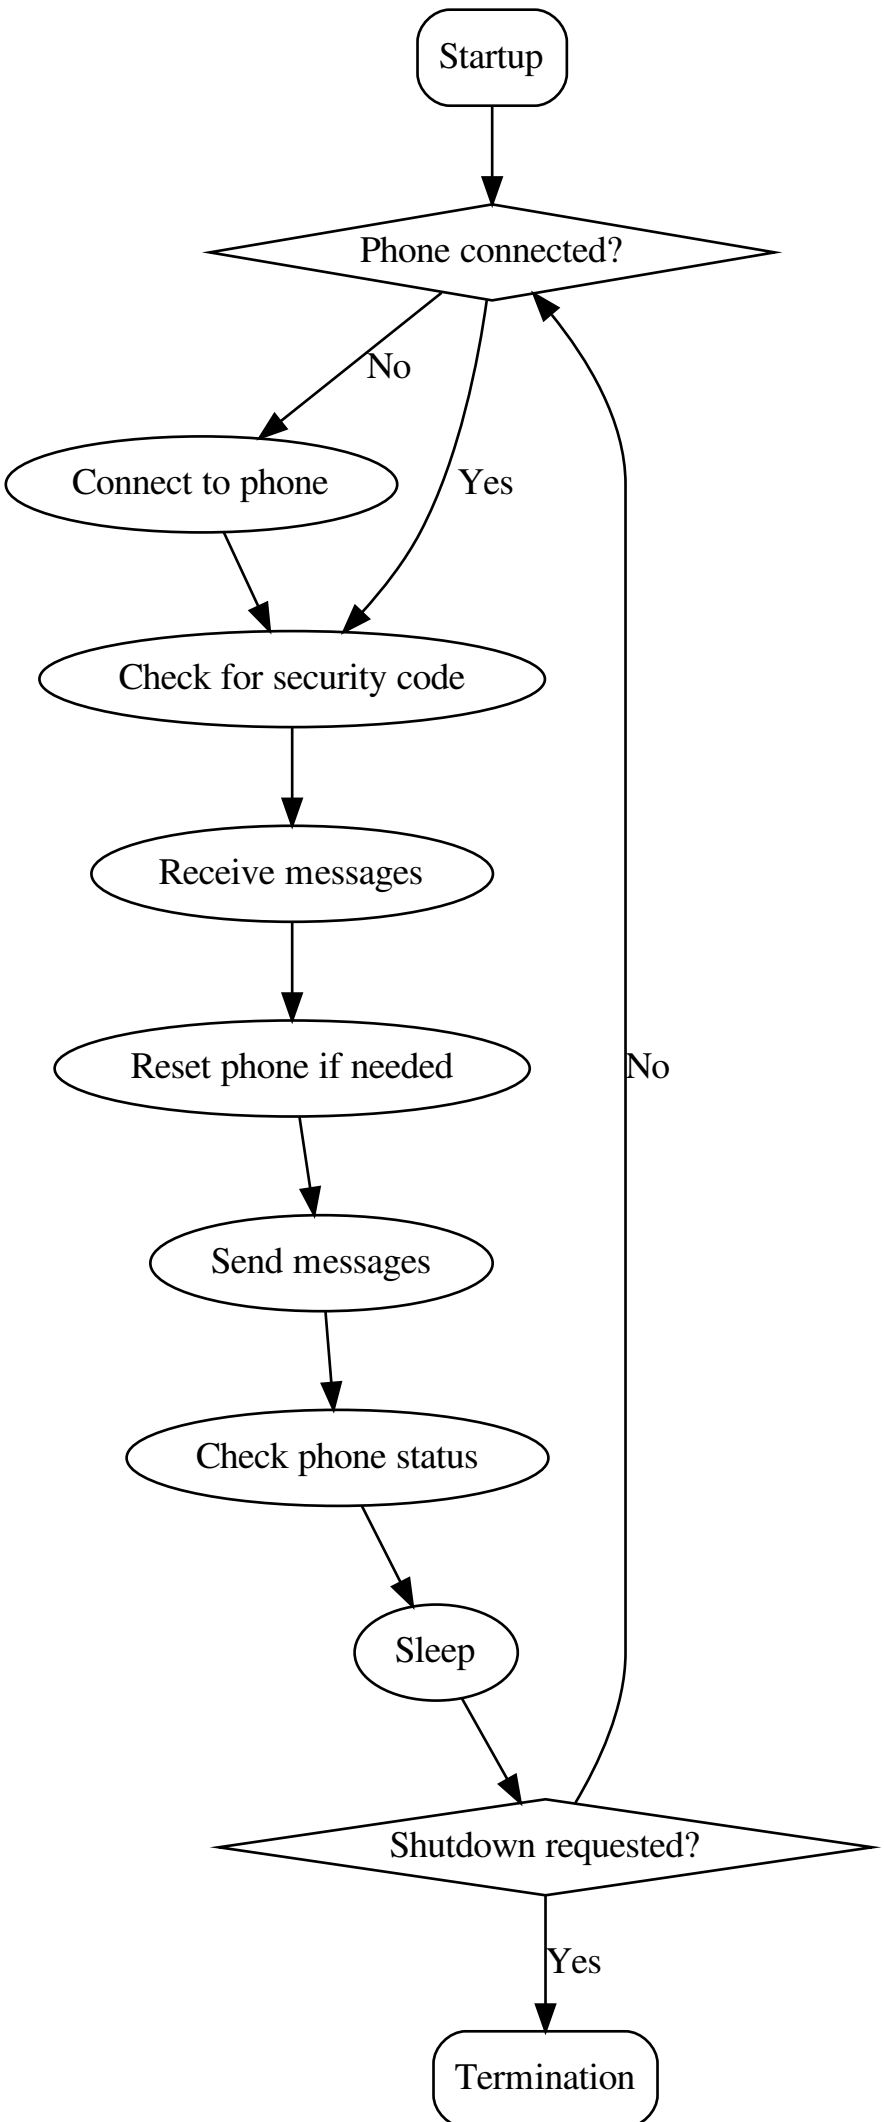 Startup
Phone connected?
No
Connect to phone
Yes
Check for security code
Receive messages
Reset phone if needed
No
Send messages
Check phone status
Sleep
Shutdown requested?
Yes
Termination